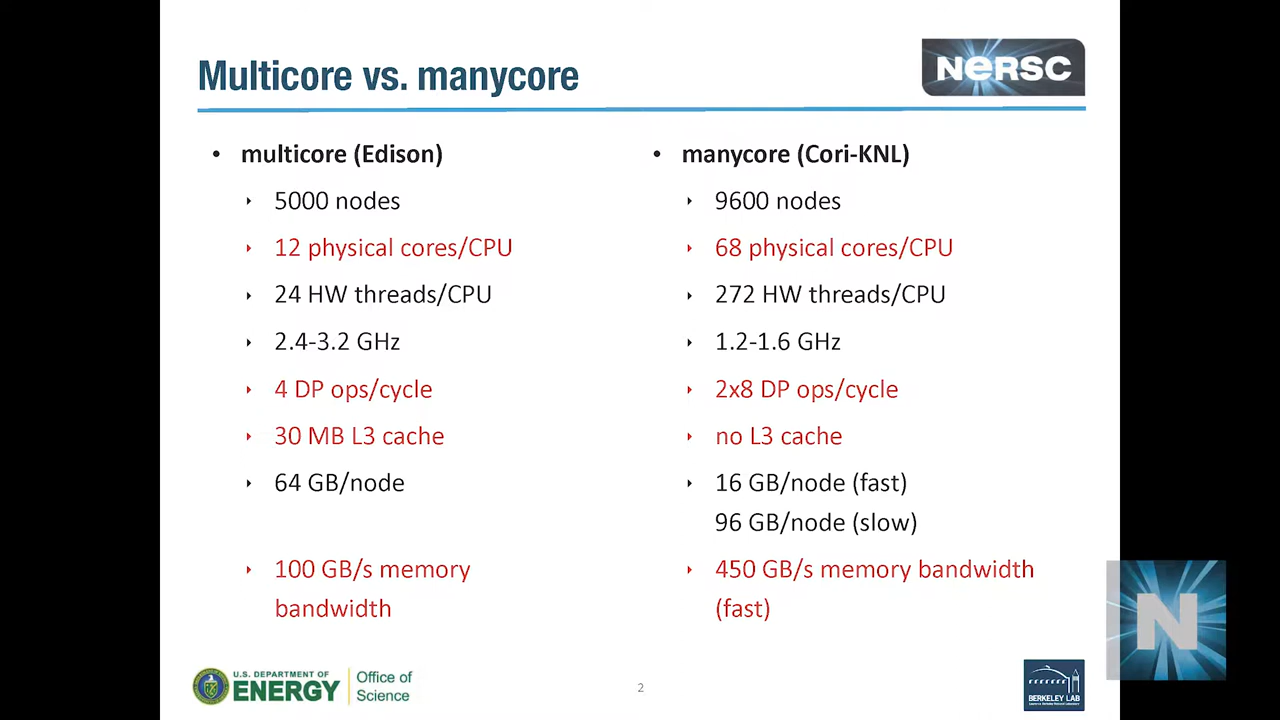 Multicore vs. manycore
NERSC
• multicore (Edison)
‣ 5000 nodes
‣ 12 physical cores/CPU
‣ 24 HW threads/CPU
‣ 2.4-3.2 GHz
‣ 4 DP ops/cycle
‣ 30 MB L3 cache
‣ 64 GB/node
‣ 100 GB/s memory
bandwidth
• manycore (Cori-KNL)
‣ 9600 nodes
‣ 68 physical cores/CPU
‣ 272 HW threads/CPU
‣ 1.2-1.6 GHz
‣ 2x8 DP ops/cycle
‣ no L3 cache
‣ 16 GB/node (fast)
96 GB/node (slow)
‣ 450 GB/s memory bandwidth
(fast)
N
U.S. DEPARTMENT OF
ENERGY
Office of
Science
2
BERKELEY LAB